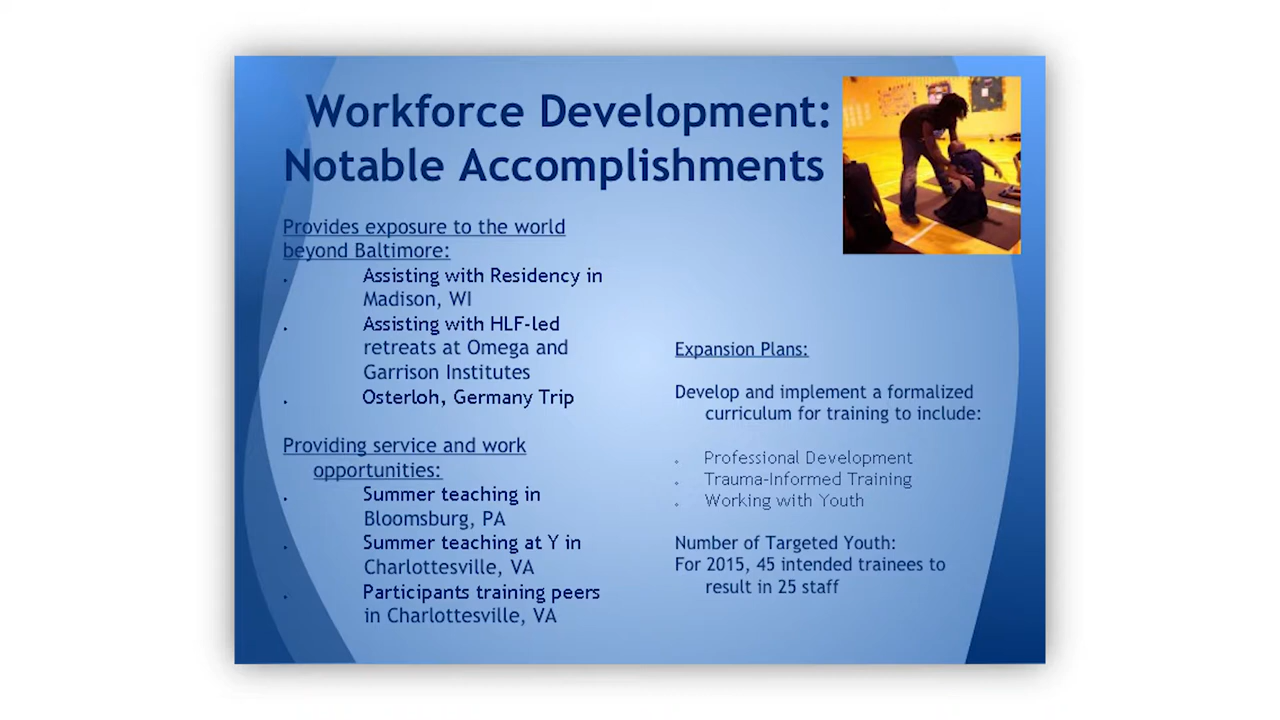 Workforce Development:
Notable Accomplishments
Provides exposure to the world
beyond Baltimore:
. Assisting with Residency in
Madison, WI
. Assisting with HLF-led
retreats at Omega and
Garrison Institutes
. Osterloh, Germany Trip
Providing service and work
opportunities:
. Summer teaching in
Bloomsburg, PA
. Summer teaching at Y in
Charlottesville, VA
. Participants training peers
in Charlottesville, VA
Expansion Plans:
Develop and implement a formalized
curriculum for training to include:
. Professional Development
. Trauma-Informed Training
. Working with Youth
Number of Targeted Youth:
For 2015, 45 intended trainees to
result in 25 staff